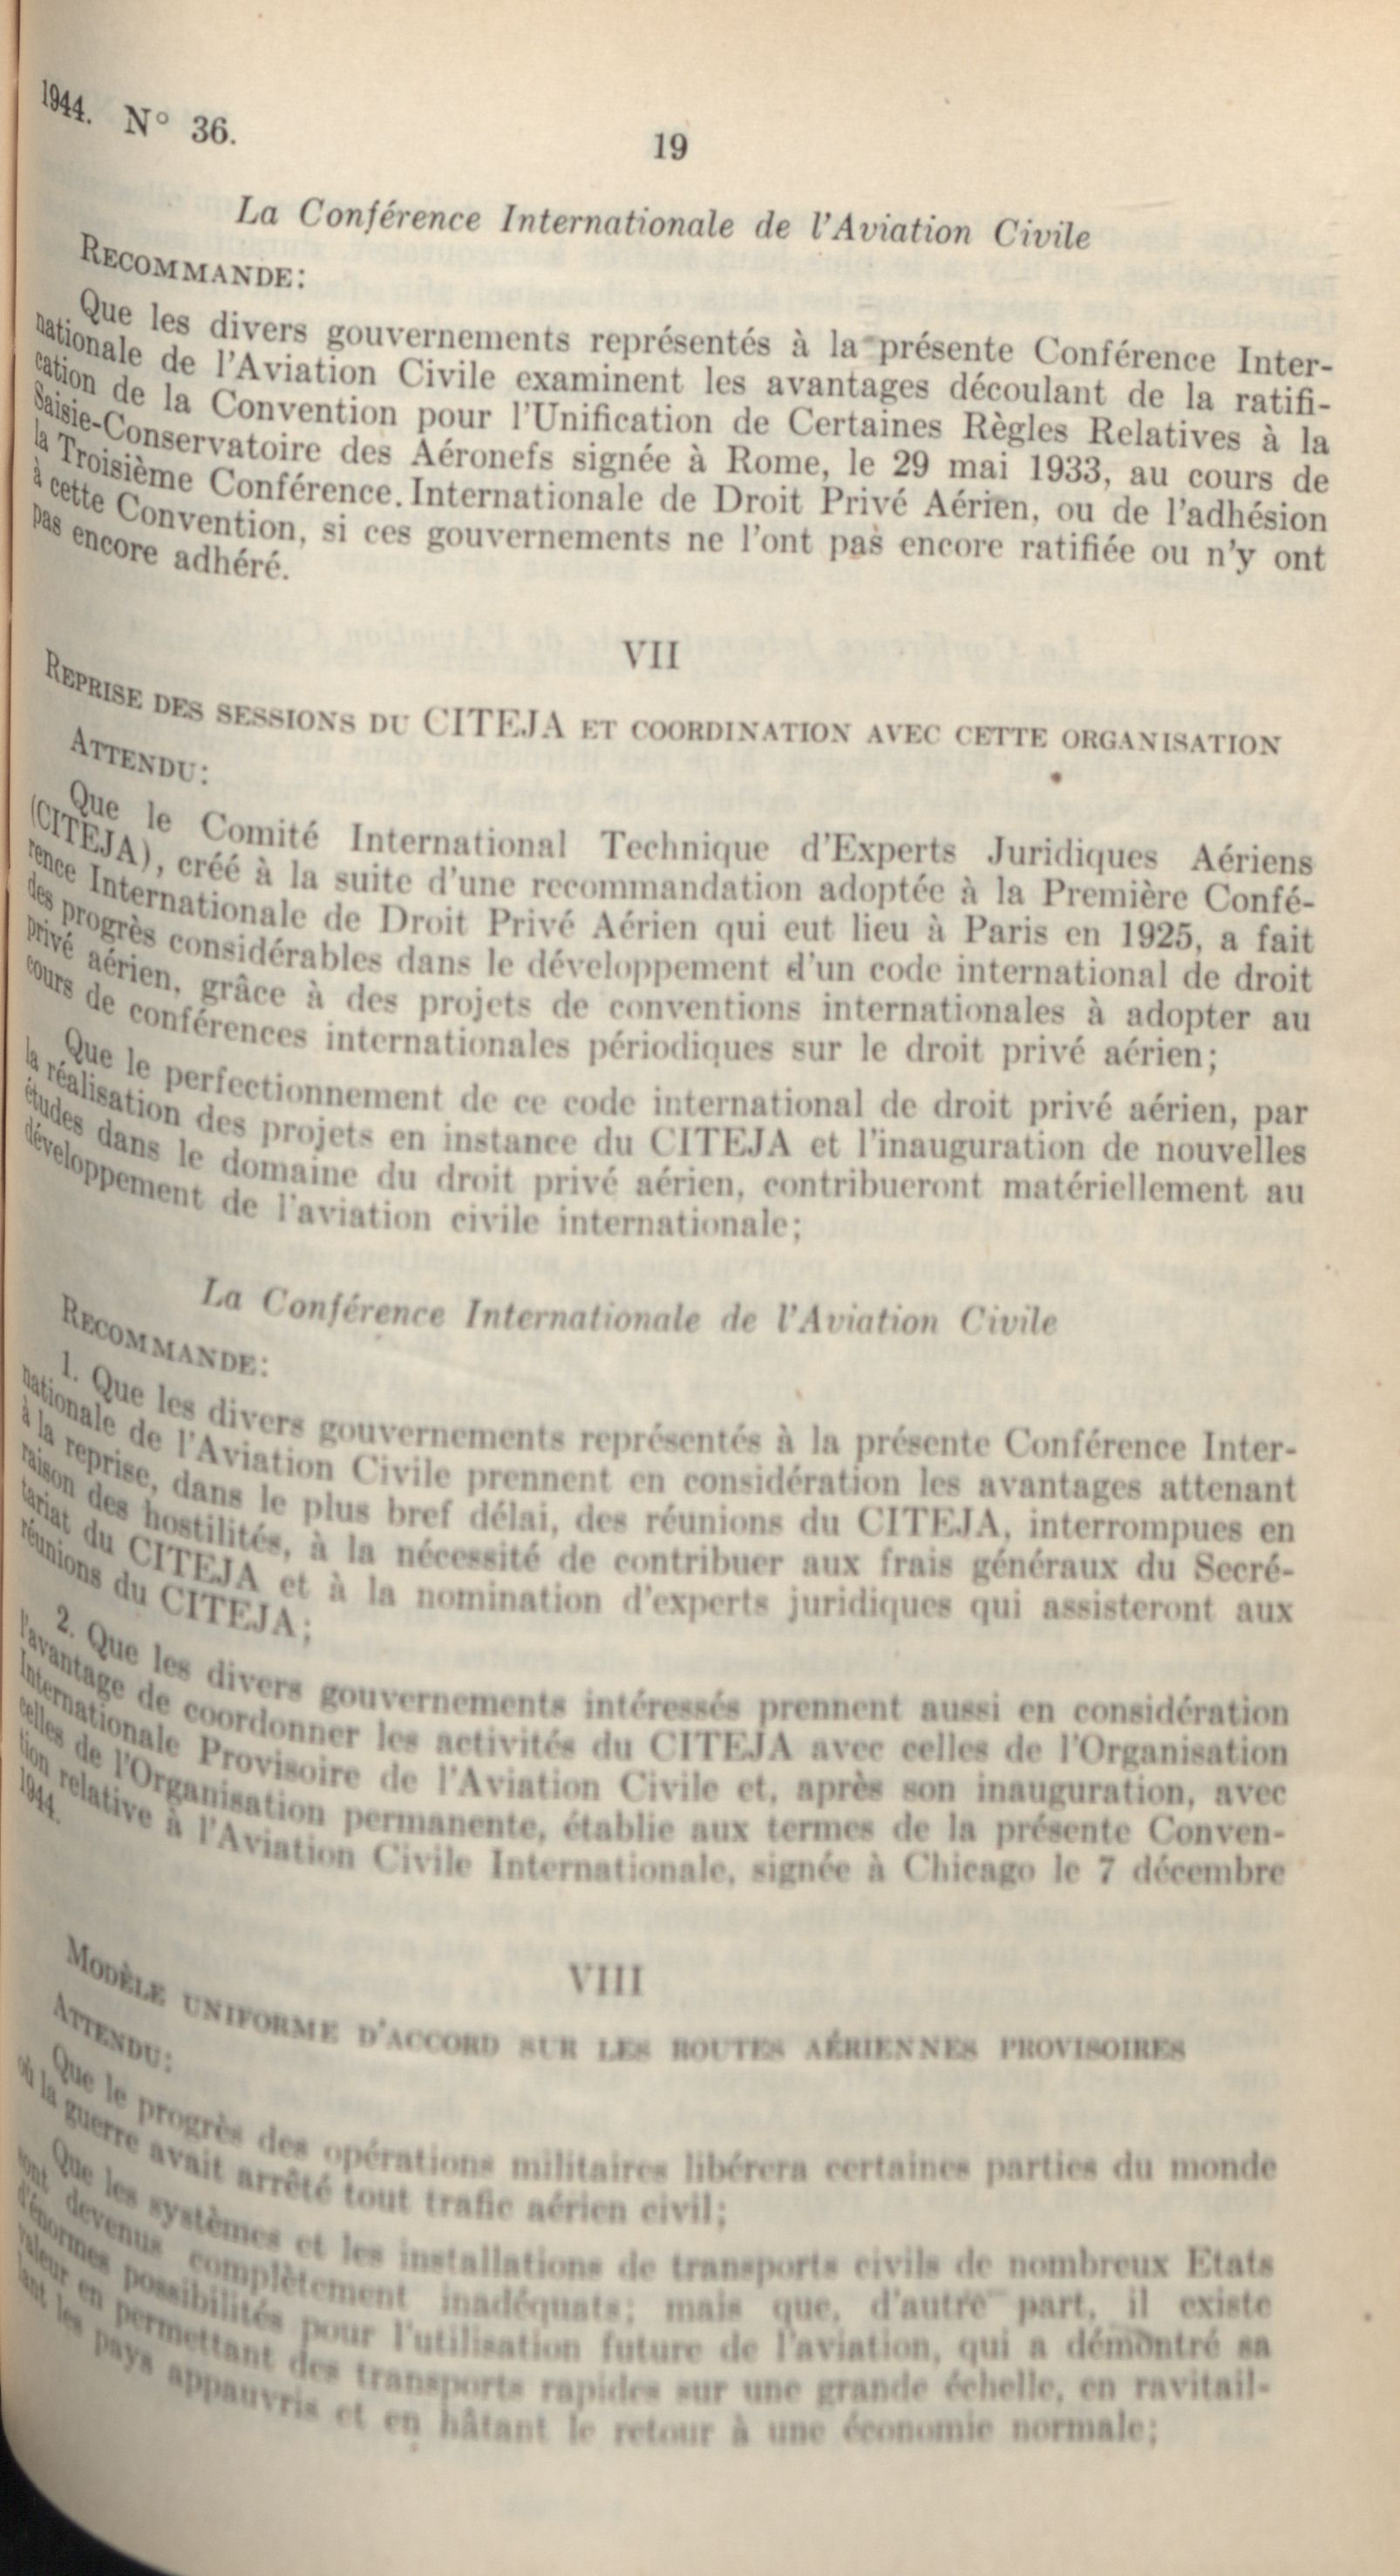 1944. N° 36.
19
La Conférence Internationale de l'Aviation Civile
RECOMMANDE:
Que les divers gouvernements représentés à la présente Conférence Inter-
nationale de l'Aviation Civile examinent les avantages découlant de la ratifi-
cation de la Convention pour l'Unification de Certaines Règles Relatives à la
Saisie-Conservatoire des Aéronefs signée à Rome, le 29 mai 1933, au cours de
la Troisième Conférence Internationale de Droit Privé Aérien, ou de l'adhésion
à cette Convention, si ces gouvernements ne l'ont pas encore ratifiée ou n'y ont
pas encore adhéré.
VII
REPRISE DES SESSIONS DU CITEJA ET COORDINATION AVEC CETTE ORGANISATION
ATTENDU:
Que le Comité International Technique d'Experts Juridiques Aériens
(CITEJA), créé à la suite d'une recommandation adoptée à la Première Confé-
rence Internationale de Droit Privé Aérien qui eut lieu à Paris en 1925, a fait
des progrès considérables dans le développement d'un code international de droit
privé aérien, grâce à des projets de conventions internationales à adopter au
cours de conférences internationales périodiques sur le droit privé aérien;
Que le perfectionnement de ce code international de droit privé aérien, par
la réalisation des projets en instance du CITEJA et l'inauguration de nouvelles
études dans le domaine du droit privé aérien, contribueront matériellement au
développement de l'aviation civile internationale;
La Conférence Internationale de l'Aviation Civile
RECOMMANDE:
1. Que les divers gouvernements représentés à la présente Conférence Inter-
nationale de l'Aviation Civile prennent en considération les avantages attenant
à la reprise, dans le plus bref délai, des réunions du CITEJA, interrompues en
raison des hostilités, à la nécessité de contribuer aux frais généraux du Secré-
tariat du CITEJA et à la nomination d'experts juridiques qui assisteront aux
réunions du CITEJA;
2. Que les divers gouvernements intéressés prennent aussi en considération
l'avantage de coordonner les activités du CITEJA avec celles de l'Organisation
Internationale Provisoire de l'Aviation Civile et, après son inauguration, avec
celles de l'Organisation permanente, établie aux termes de la présente Conven-
tion relative à l'Aviation Civile Internationale, signée à Chicago le 7 décembre
1944.
VIII
MODÈLE UNIFORME D'ACCORD SUR LES ROUTES AÉRIENNES PROVISOIRES
ATTENDU:
Que le progrès des opérations militaires libérera certaines parties du monde
où la guerre avait arrêté tout trafic aérien civil;
Que les systèmes et les installations de transports civils de nombreux Etats
sont devenus complètement inadéquats; mais que, d'autre part, il existe
d'énormes possibilités pour l'utilisation future de l'aviation, qui a démontré sa
valeur en permettant des transports rapides sur une grande échelle, en ravitail-
lant les pays appauvris et en hâtant le retour à une économie normale;